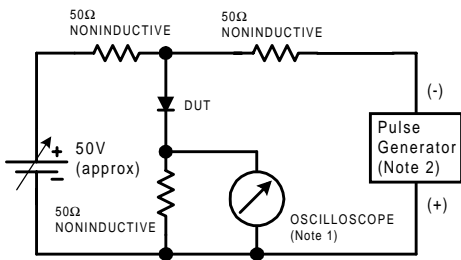 50Ω
NONINDUCTIVE
50Ω
NONINDUCTIVE
DUT
(-)
+
50V
(approx)
-
Pulse
Generator
(Note 2)
(+)
50Ω
NONINDUCTIVE
OSCILLOSCOPE
(Note 1)